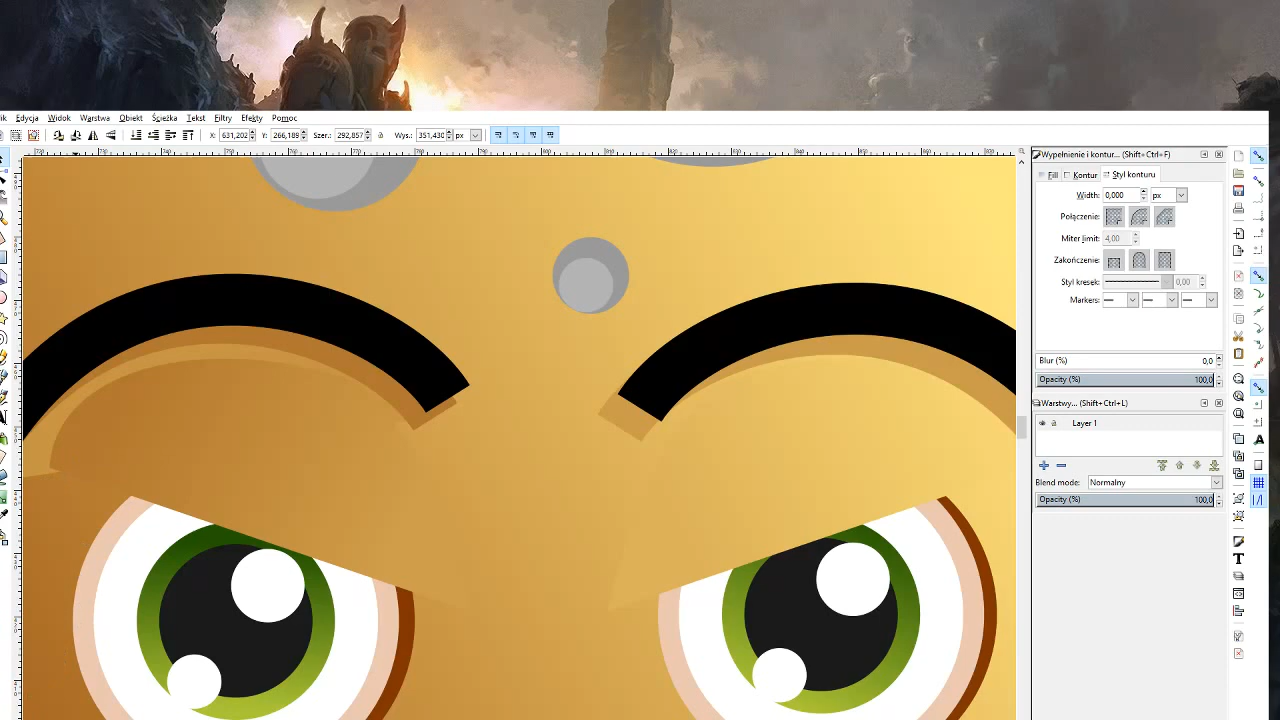 lik Edycja Widok Warstwa Obiekt Ścieżka Tekst Filtry Efekty Pomoc
X: 631,202 Y: 266,189 Szer.: 292,857 Wys.: 351,430 px
Wypełnienie i kontur... (Shift+Ctrl+F)
Fill Kontur Styl konturu
Width: 0,000 px
Połączenie:
Miter limit: 4,00
Zakończenie:
Styl kresek: 0,00
Markers:
Blur (%) 0,0
Opacity (%) 100,0
Warstwy... (Shift+Ctrl+L)
Layer 1
Blend mode: Normalny
Opacity (%) 100,0